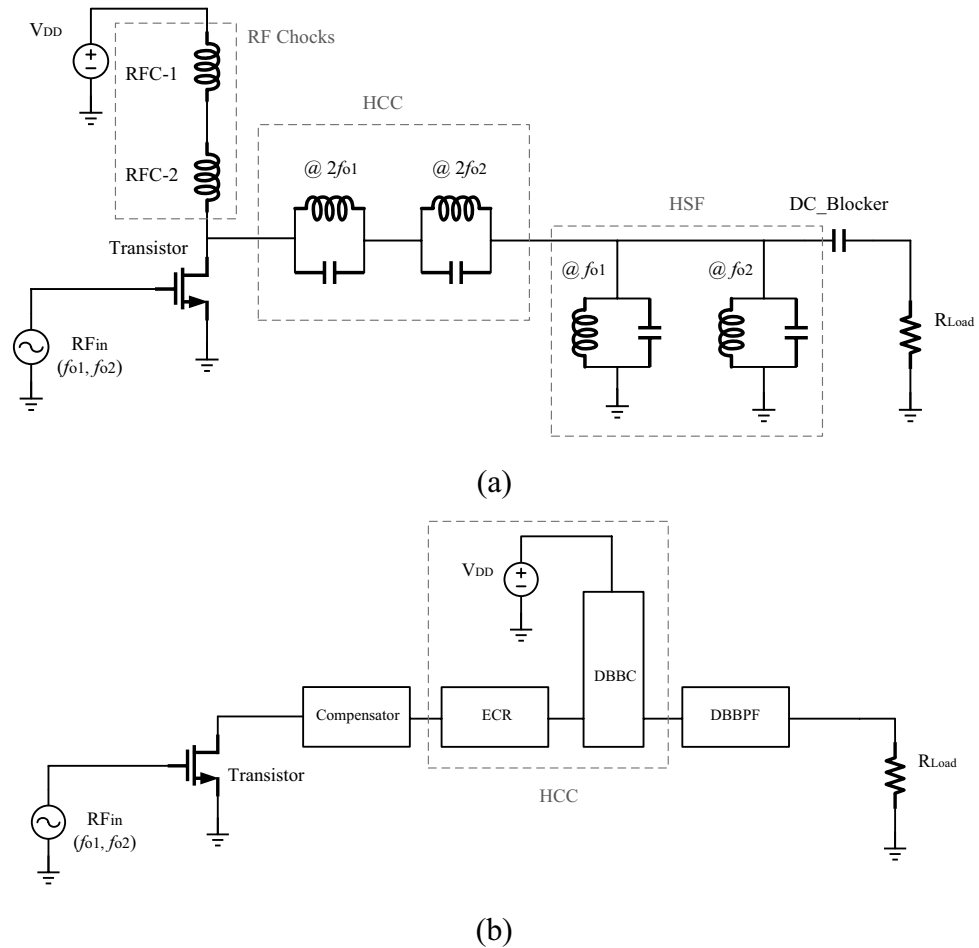 VDD
RF Chocks
RFC-1
RFC-2
HCC
@ 2fo1
@ 2fo2
HSF
DC_Blocker
Transistor
@ fo1
@ fo2
RLoad
RFin
(fo1, fo2)
(a)
VDD
DBBC
Compensator
ECR
DBBPF
Transistor
RLoad
HCC
RFin
(fo1, fo2)
(b)